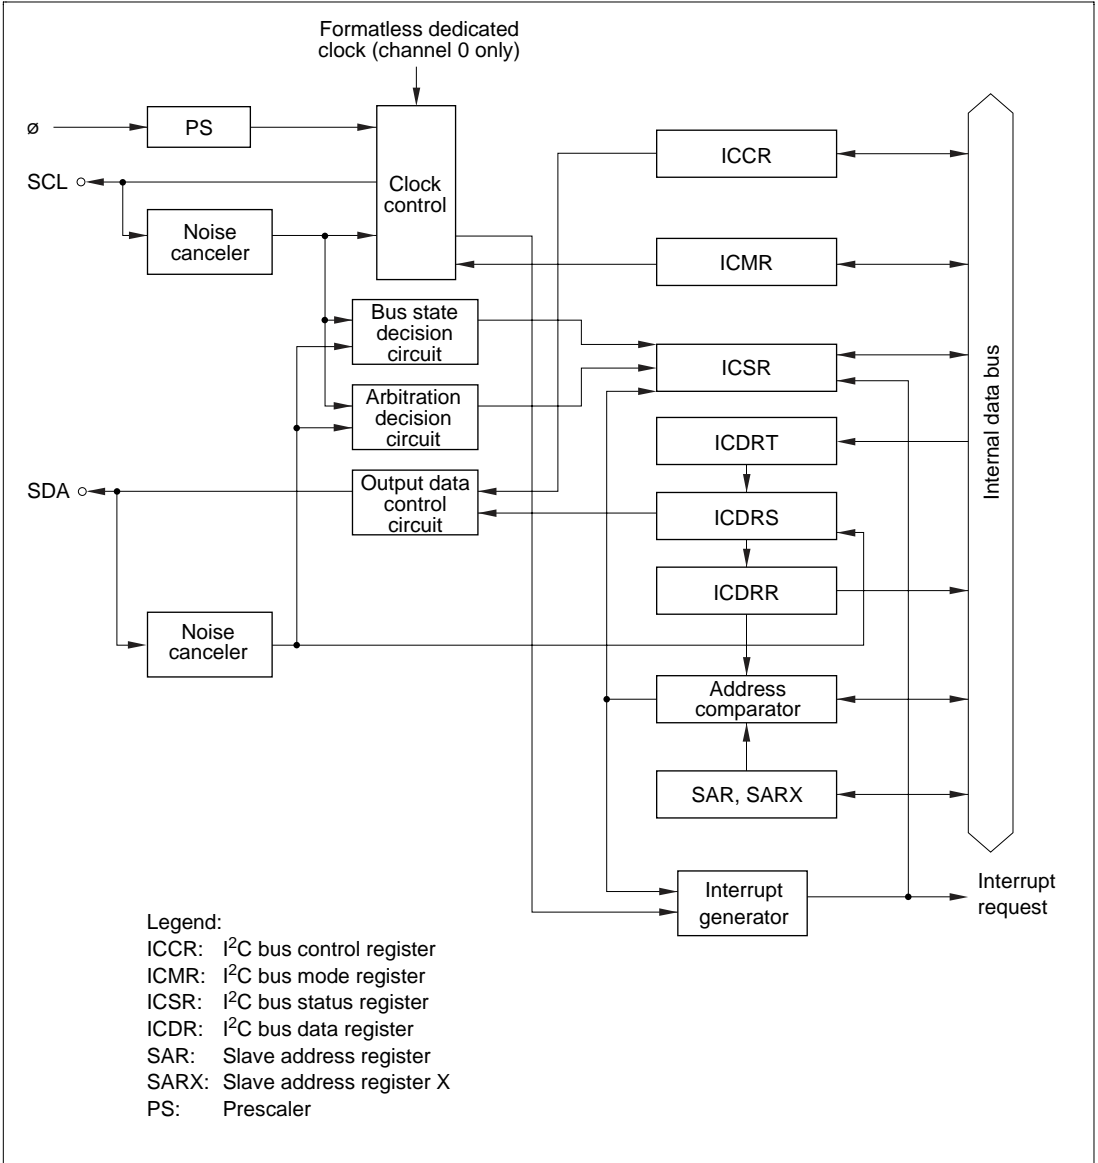 Formatless dedicated
clock (channel 0 only)
ø
PS
SCL
Clock
control
Noise
canceler
ICCR
ICMR
Bus state
decision
circuit
ICSR
Arbitration
decision
circuit
ICDRT
SDA
Output data
control
circuit
ICDRS
ICDRR
Noise
canceler
Address
comparator
SAR, SARX
Internal data bus
Interrupt
generator
Interrupt
request
Legend:
ICCR: I²C bus control register
ICMR: I²C bus mode register
ICSR: I²C bus status register
ICDR: I²C bus data register
SAR: Slave address register
SARX: Slave address register X
PS: Prescaler